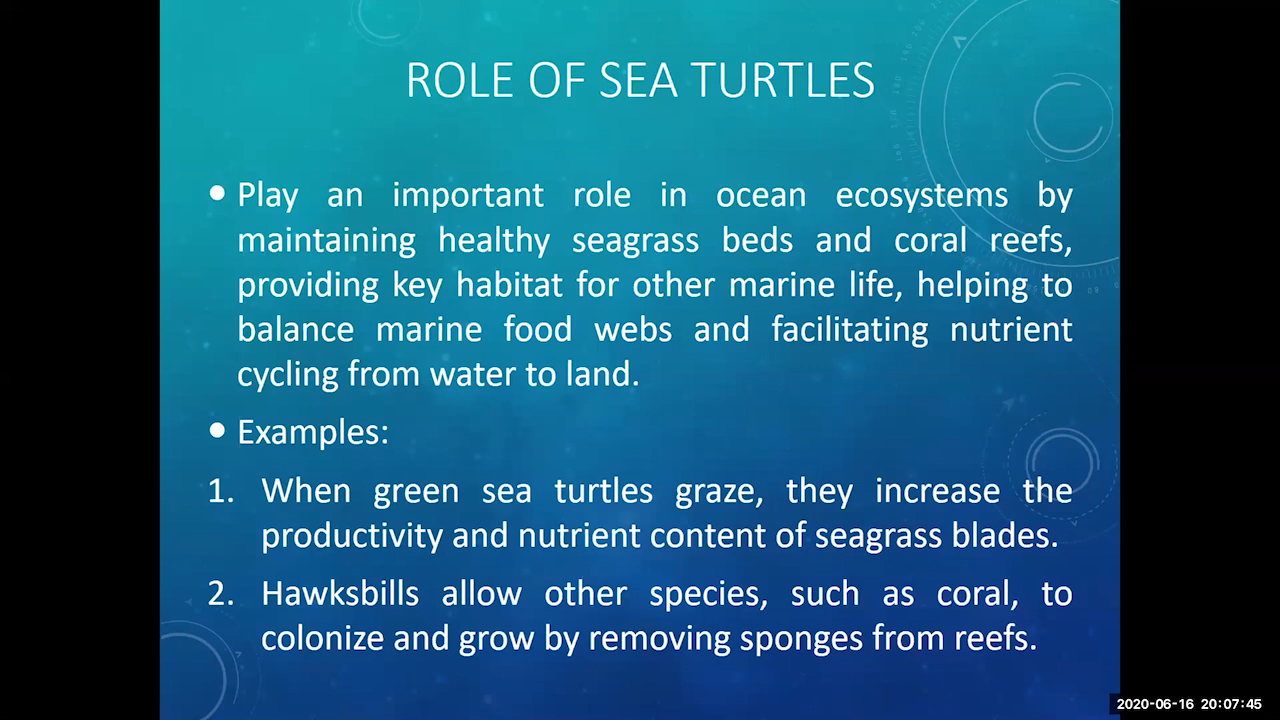 ROLE OF SEA TURTLES
• Play an important role in ocean ecosystems by
maintaining healthy seagrass beds and coral reefs,
providing key habitat for other marine life, helping to
balance marine food webs and facilitating nutrient
cycling from water to land.
• Examples:
1. When green sea turtles graze, they increase the
productivity and nutrient content of seagrass blades.
2. Hawksbills allow other species, such as coral, to
colonize and grow by removing sponges from reefs.
2020-06-16 20:07:45